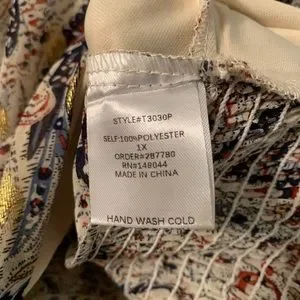 STYLE#T3030P
SELF:100%POLYESTER
1X
ORDER#287780
RN#148044
MADE IN CHINA
HAND WASH COLD